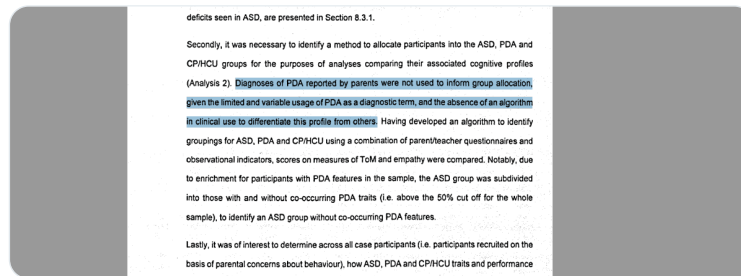 deficits seen in ASD, are presented in Section 8.3.1.
Secondly, it was necessary to identify a method to allocate participants into the ASD, PDA and
CP/HCU groups for the purposes of analyses comparing their associated cognitive profiles
(Analysis 2). Diagnoses of PDA reported by parents were not used to inform group allocation,
given the limited and variable usage of PDA as a diagnostic term, and the absence of an algorithm
in clinical use to differentiate this profile from others. Having developed an algorithm to identify
groupings for ASD, PDA and CP/HCU using a combination of parent/teacher questionnaires and
observational indicators, scores on measures of ToM and empathy were compared. Notably, due
to enrichment for participants with PDA features in the sample, the ASD group was subdivided
into those with and without co-occurring PDA traits (i.e. above the 50% cut off for the whole
sample), to identify an ASD group without co-occurring PDA features.
Lastly, it was of interest to determine across all case participants (i.e. participants recruited on the
basis of parental concerns about behaviour), how ASD, PDA and CP/HCU traits and performance